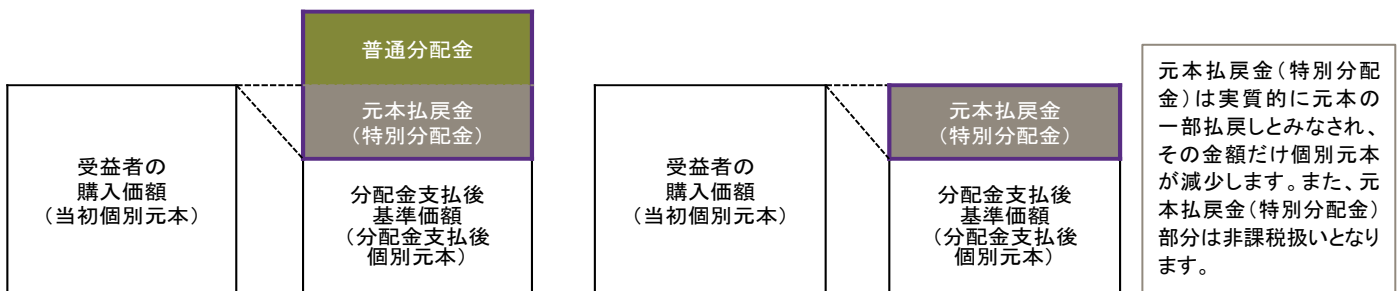 普通分配金
元本払戻金
（特別分配金）
受益者の
購入価額
（当初個別元本）
分配金支払後
基準価額
（分配金支払後
個別元本）
元本払戻金
（特別分配金）
受益者の
購入価額
（当初個別元本）
分配金支払後
基準価額
（分配金支払後
個別元本）
元本払戻金（特別分配
金）は実質的に元本の
一部払戻しとみなされ、
その金額だけ個別元本
が減少します。また、元
本払戻金（特別分配金）
部分は非課税扱いとなり
ます。